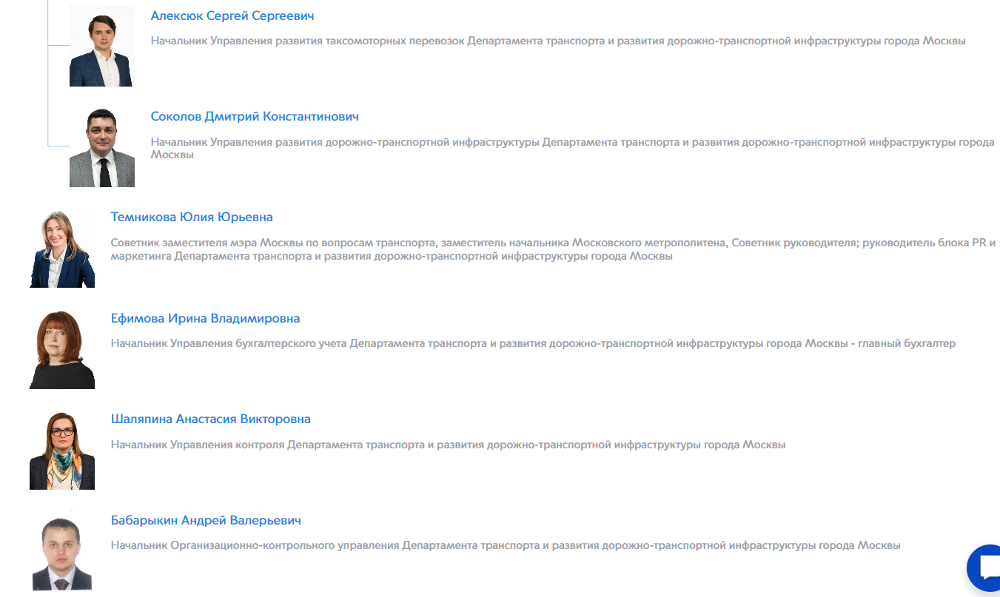 Алексюк Сергей Сергеевич
Начальник Управления развития таксомоторных перевозок Департамента транспорта и развития дорожно-транспортной инфраструктуры города Москвы
Соколов Дмитрий Константинович
Начальник Управления развития дорожно-транспортной инфраструктуры Департамента транспорта и развития дорожно-транспортной инфраструктуры города
Москвы
Темникова Юлия Юрьевна
Советник заместителя мэра Москвы по вопросам транспорта, заместитель начальника Московского метрополитена, Советник руководителя; руководитель блока PR и
маркетинга Департамента транспорта и развития дорожно-транспортной инфраструктуры города Москвы
Ефимова Ирина Владимировна
Начальник Управления бухгалтерского учета Департамента транспорта и развития дорожно-транспортной инфраструктуры города Москвы - главный бухгалтер
Шаляпина Анастасия Викторовна
Начальник Управления контроля Департамента транспорта и развития дорожно-транспортной инфраструктуры города Москвы
Бабарыкин Андрей Валерьевич
Начальник Организационно-контрольного управления Департамента транспорта и развития дорожно-транспортной инфраструктуры города Москвы